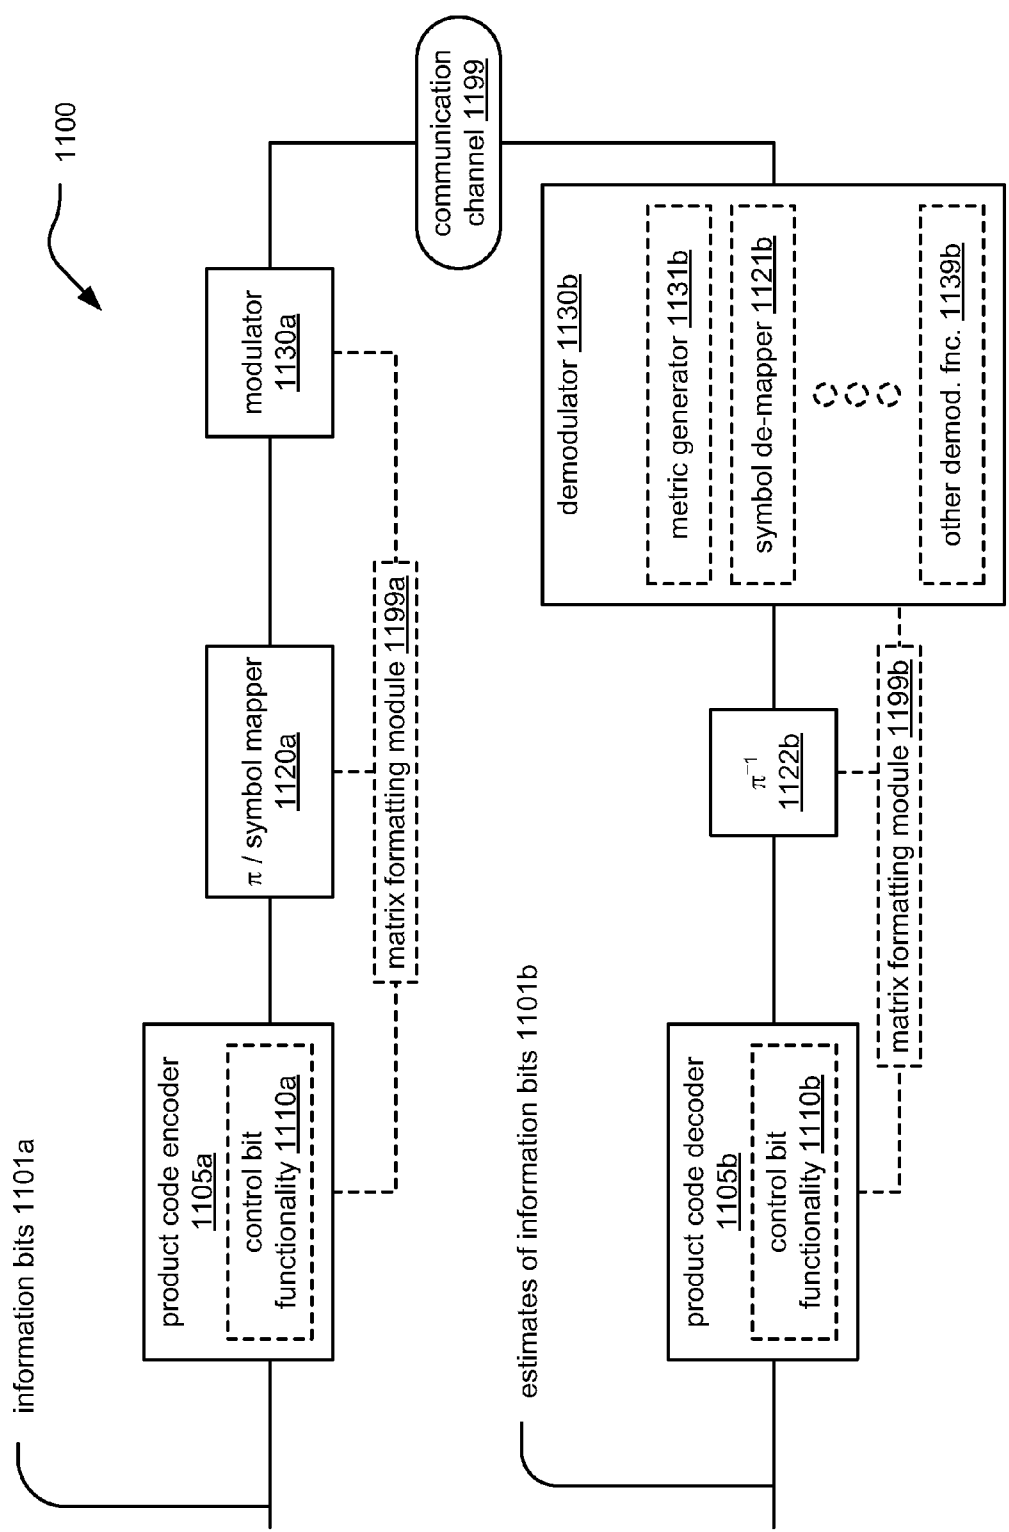 1100
information bits 1101a
product code encoder
1105a
control bit
functionality 1110a
π / symbol mapper
1120a
modulator
1130a
matrix formatting module 1199a
communication
channel 1199
estimates of information bits 1101b
product code decoder
1105b
control bit
functionality 1110b
π⁻¹
1122b
demodulator 1130b
metric generator 1131b
symbol de-mapper 1121b
other demod. fnc. 1139b
matrix formatting module 1199b